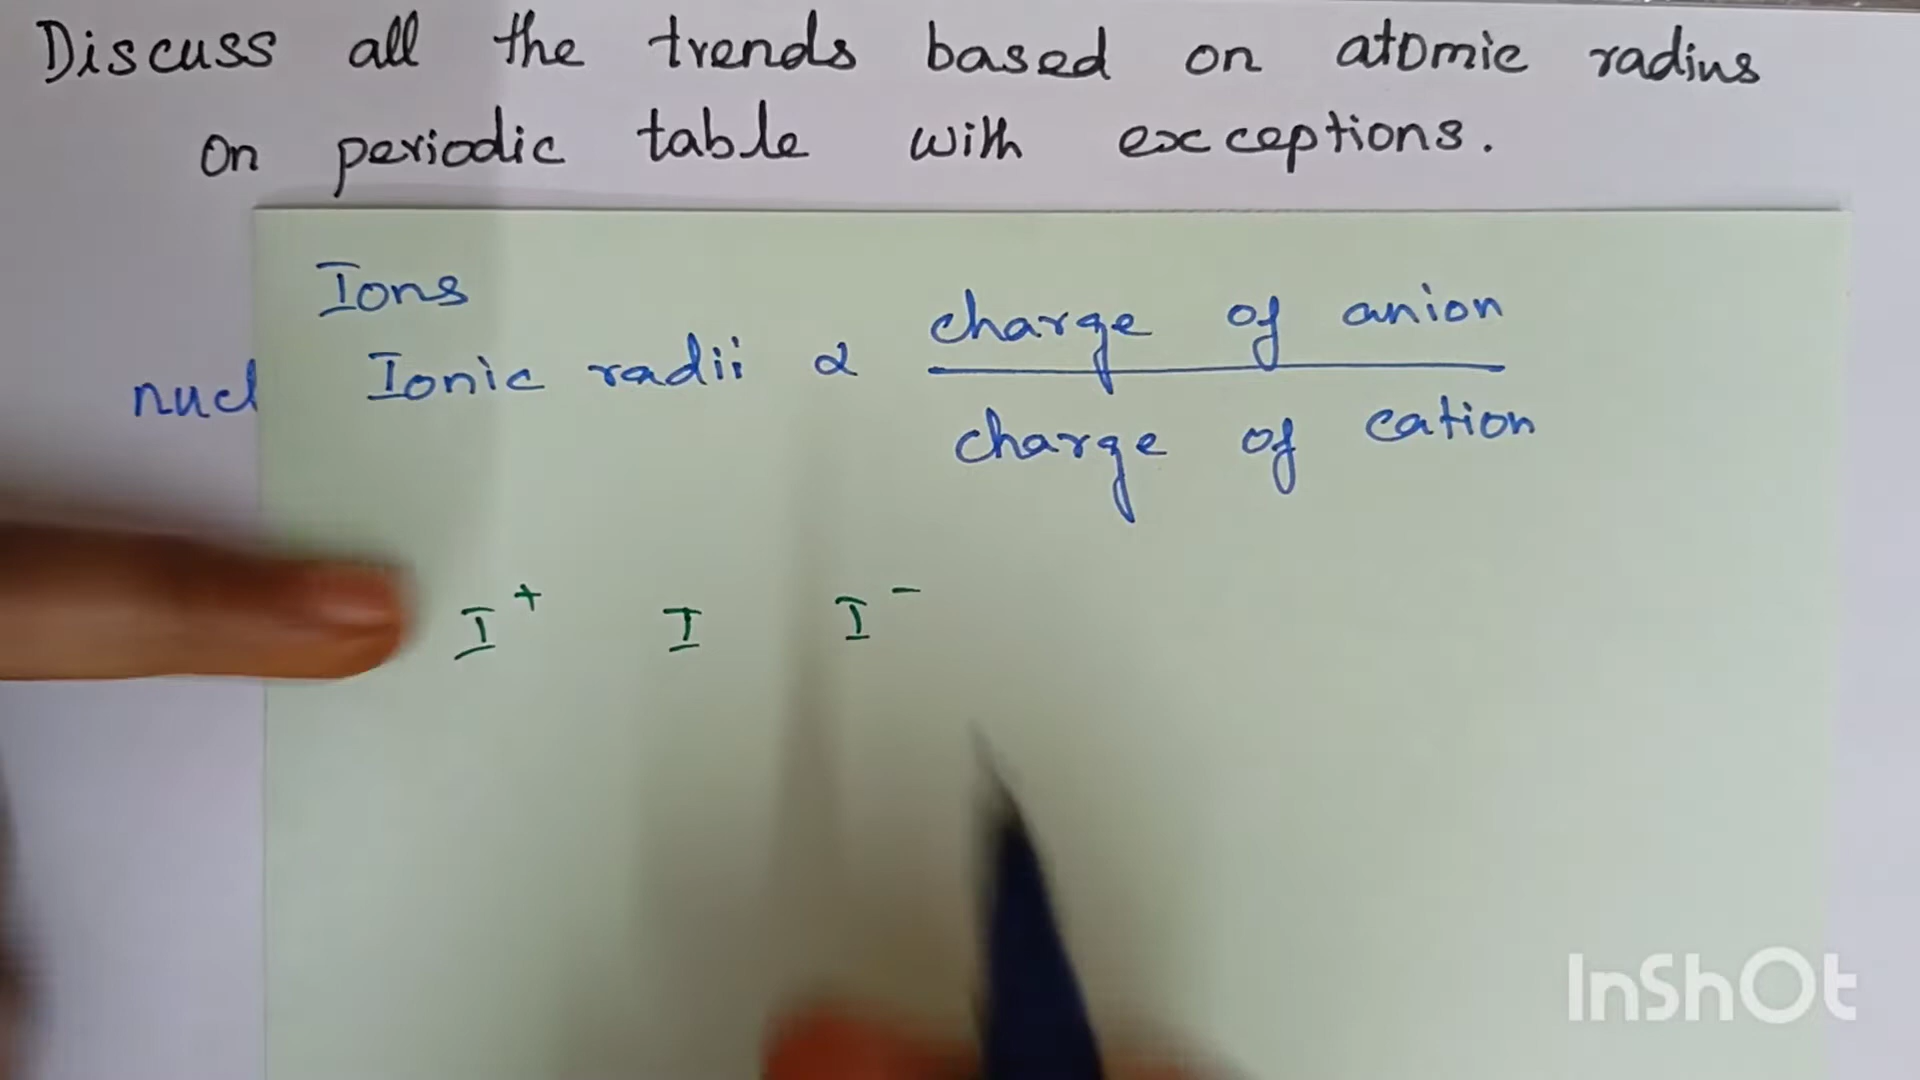 Discuss all the trends based on atomic radius
on periodic table with exceptions.
Ions
Ionic radii α charge of anion
charge of cation
nucl
I⁺ I I⁻
InShOt